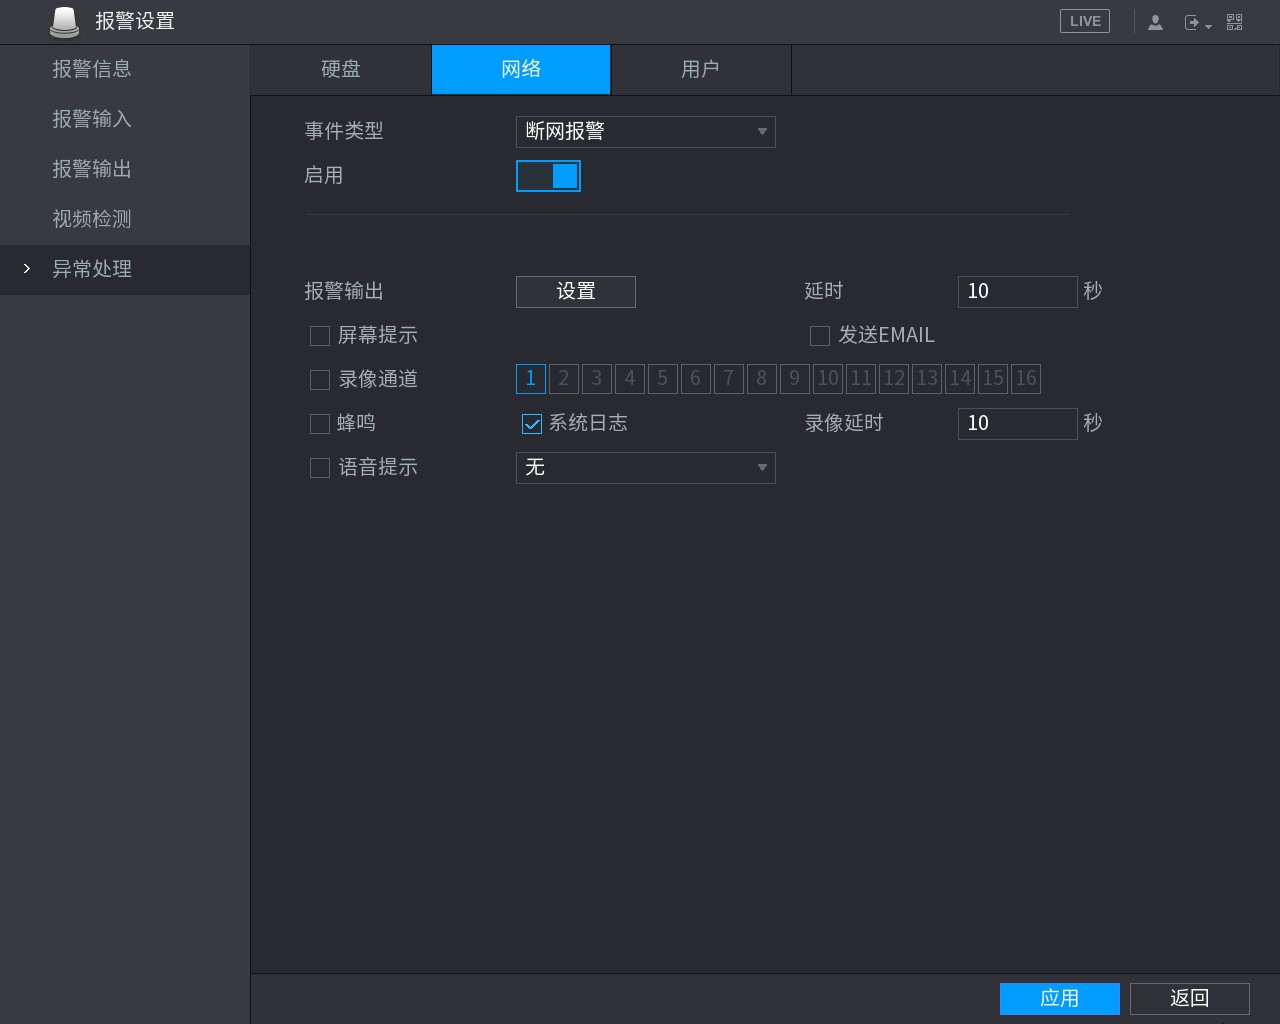 报警设置
LIVE
报警信息
报警输入
报警输出
视频检测
异常处理
硬盘 网络 用户
事件类型 断网报警
启用
报警输出 设置 延时 10 秒
屏幕提示 发送EMAIL
录像通道 1 2 3 4 5 6 7 8 9 10 11 12 13 14 15 16
蜂鸣 系统日志 录像延时 10 秒
语音提示 无
应用 返回